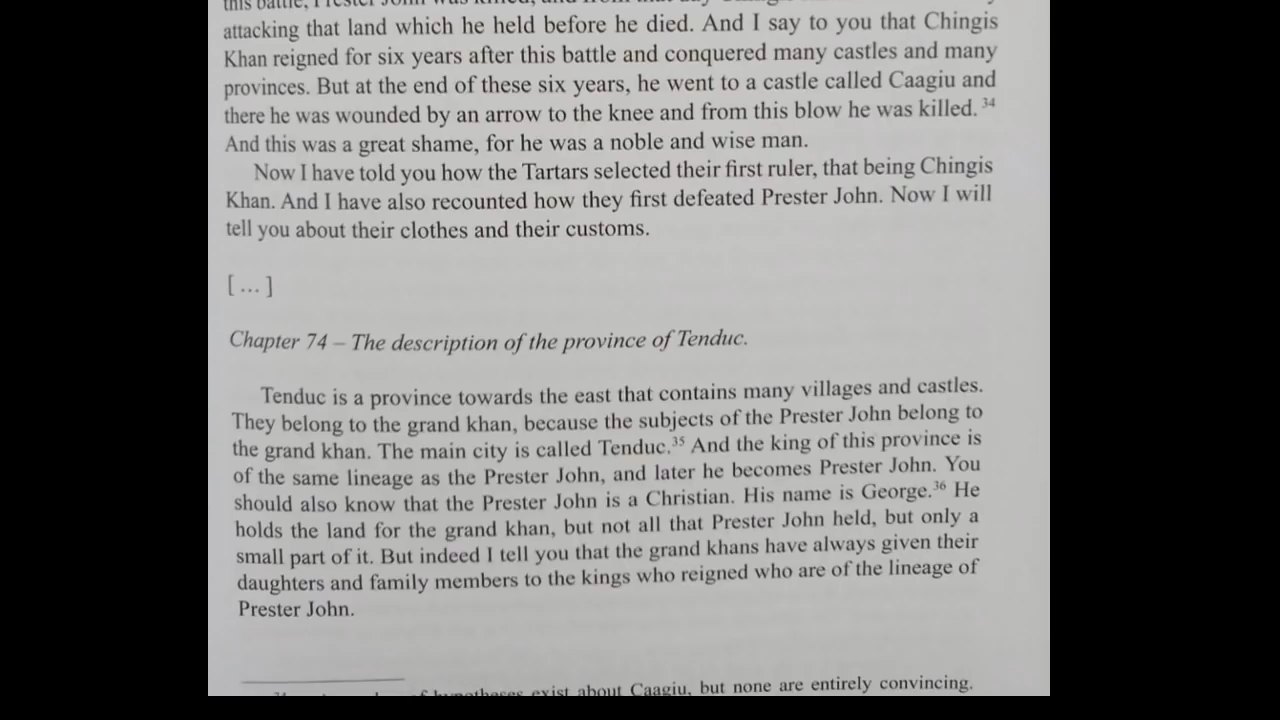 this battle, Prester John was killed, and from that day Chingis
attacking that land which he held before he died. And I say to you that Chingis
Khan reigned for six years after this battle and conquered many castles and many
provinces. But at the end of these six years, he went to a castle called Caagiu and
there he was wounded by an arrow to the knee and from this blow he was killed. 34
And this was a great shame, for he was a noble and wise man.
Now I have told you how the Tartars selected their first ruler, that being Chingis
Khan. And I have also recounted how they first defeated Prester John. Now I will
tell you about their clothes and their customs.
[…]
Chapter 74 – The description of the province of Tenduc.
Tenduc is a province towards the east that contains many villages and castles.
They belong to the grand khan, because the subjects of the Prester John belong to
the grand khan. The main city is called Tenduc.35 And the king of this province is
of the same lineage as the Prester John, and later he becomes Prester John. You
should also know that the Prester John is a Christian. His name is George.36 He
holds the land for the grand khan, but not all that Prester John held, but only a
small part of it. But indeed I tell you that the grand khans have always given their
daughters and family members to the kings who reigned who are of the lineage of
Prester John.
of hypotheses exist about Caagiu, but none are entirely convincing.